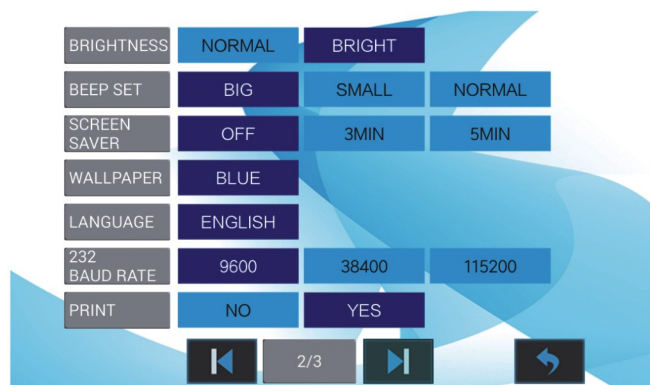 BRIGHTNESS NORMAL BRIGHT
BEEP SET BIG SMALL NORMAL
SCREEN
SAVER OFF 3MIN 5MIN
WALLPAPER BLUE
LANGUAGE ENGLISH
232
BAUD RATE 9600 38400 115200
PRINT NO YES
2/3